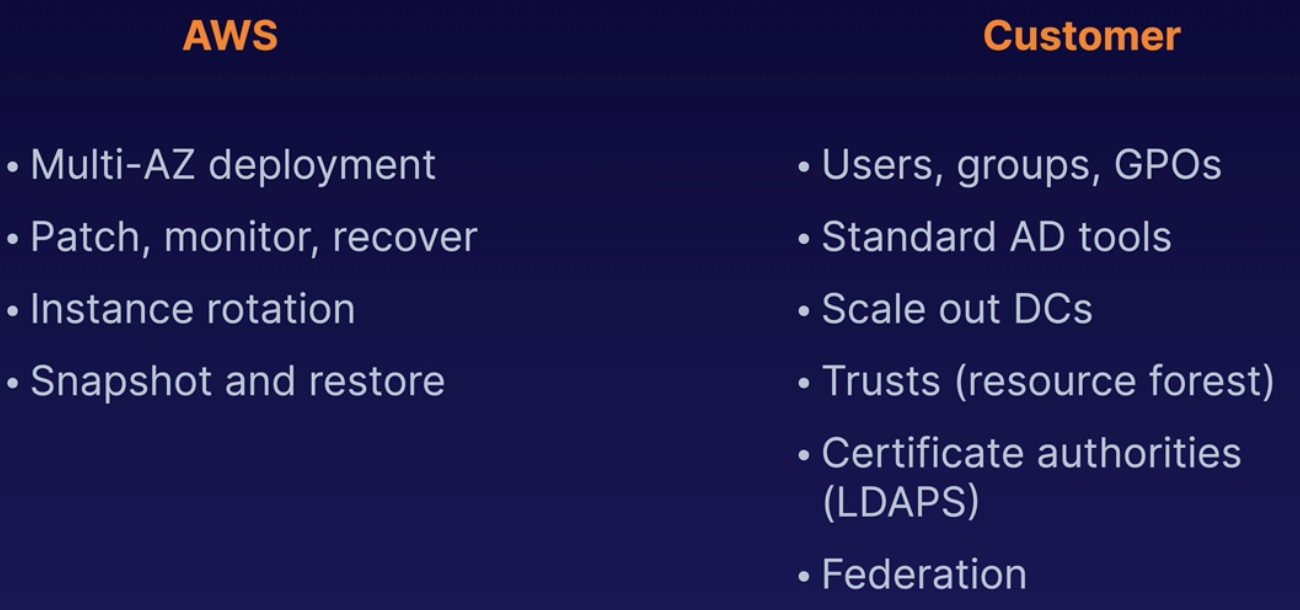 AWS
• Multi-AZ deployment
• Patch, monitor, recover
• Instance rotation
• Snapshot and restore
Customer
• Users, groups, GPOs
• Standard AD tools
• Scale out DCs
• Trusts (resource forest)
• Certificate authorities
(LDAPS)
• Federation